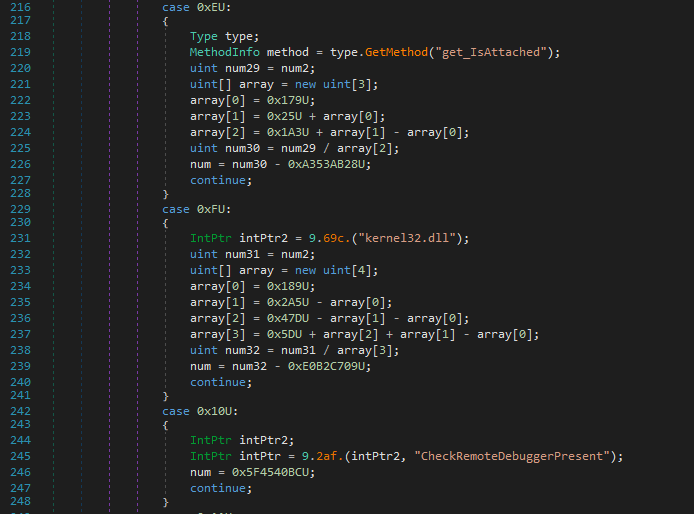 216 case 0xEU:
217 {
218 Type type;
219 MethodInfo method = type.GetMethod("get_IsAttached");
220 uint num29 = num2;
221 uint[] array = new uint[3];
222 array[0] = 0x179U;
223 array[1] = 0x25U + array[0];
224 array[2] = 0x1A3U + array[1] - array[0];
225 uint num30 = num29 / array[2];
226 num = num30 - 0xA353AB28U;
227 continue;
228 }
229 case 0xFU:
230 {
231 IntPtr intPtr2 = 9.69c.("kernel32.dll");
232 uint num31 = num2;
233 uint[] array = new uint[4];
234 array[0] = 0x189U;
235 array[1] = 0x2A5U - array[0];
236 array[2] = 0x47DU - array[1] - array[0];
237 array[3] = 0x5DU + array[2] + array[1] - array[0];
238 uint num32 = num31 / array[3];
239 num = num32 - 0xE0B2C709U;
240 continue;
241 }
242 case 0x10U:
243 {
244 IntPtr intPtr2;
245 IntPtr intPtr = 9.2af.(intPtr2, "CheckRemoteDebuggerPresent");
246 num = 0x5F4540BCU;
247 continue;
248 }